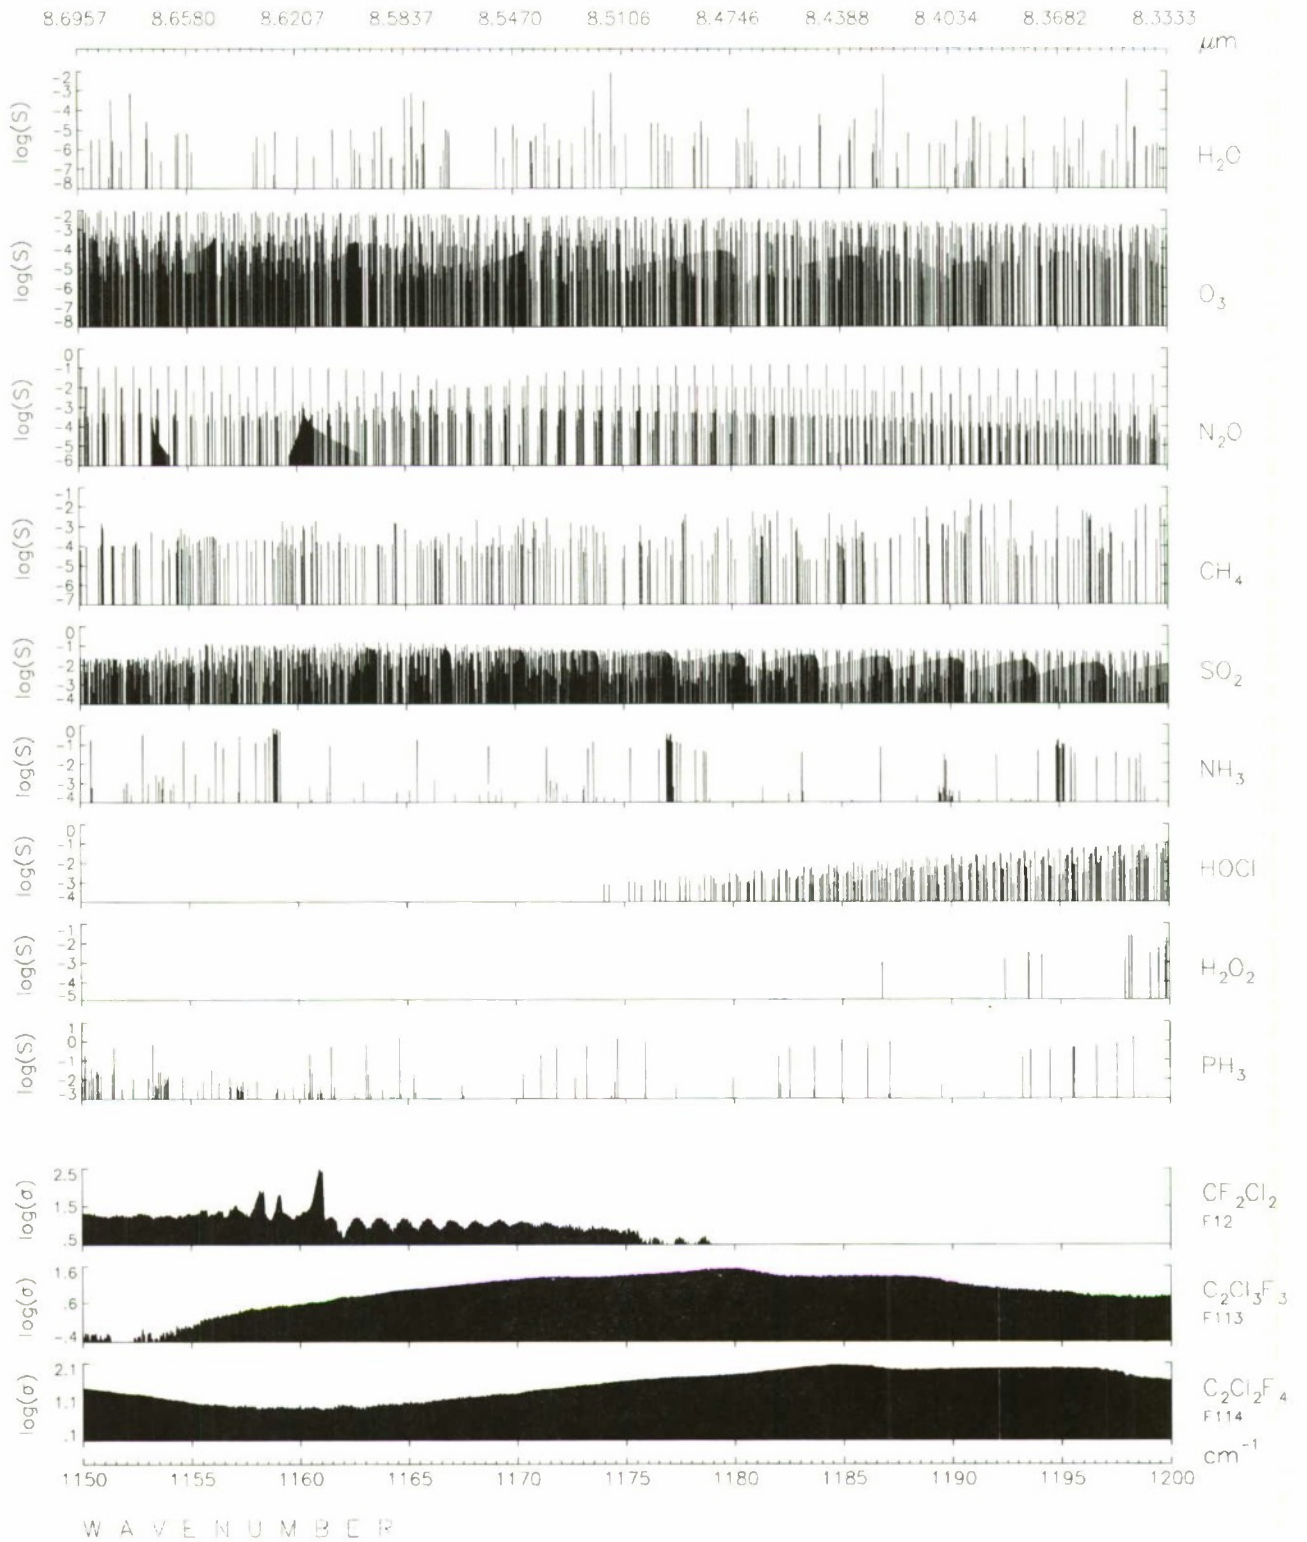 8.6957 8.6580 8.6207 8.5837 8.5470 8.5106 8.4746 8.4388 8.4034 8.3682 8.3333
μm
-2
-3
-4
-5
-6
-7
-8
log(S)
H2O
-2
-3
-4
-5
-6
-7
-8
log(S)
O3
0
-1
-2
-3
-4
-5
-6
log(S)
N2O
-1
-2
-3
-4
-5
-6
-7
log(S)
CH4
0
-1
-2
-3
-4
log(S)
SO2
0
-1
-2
-3
-4
log(S)
NH3
0
-1
-2
-3
-4
log(S)
HOCl
-1
-2
-3
-4
-5
log(S)
H2O2
1
0
-1
-2
-3
log(S)
PH3
2.5
1.5
.5
log(σ)
CF2Cl2
F12
1.6
.6
-.4
log(σ)
C2Cl3F3
F113
2.1
1.1
.1
log(σ)
C2Cl2F4
F114
cm-1
1150 1155 1160 1165 1170 1175 1180 1185 1190 1195 1200
WAVENUMBER